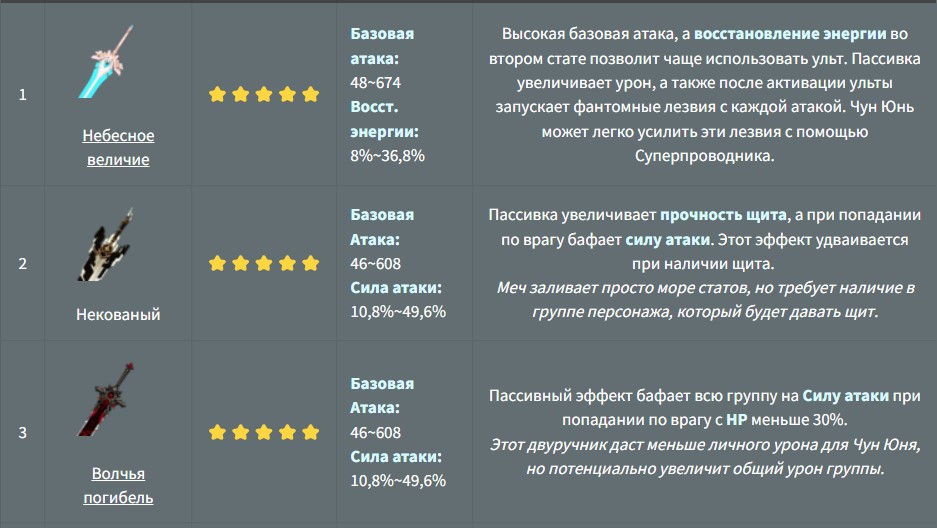 1
Небесное
величие
Базовая
атака:
48~674
Восст.
энергии:
8%~36,8%
Высокая базовая атака, а восстановление энергии во
втором стате позволит чаще использовать ульт. Пассивка
увеличивает урон, а также после активации ульты
запускает фантомные лезвия с каждой атакой. Чун Юнь
может легко усилить эти лезвия с помощью
Суперпроводника.
2
Некованый
Базовая
Атака:
46~608
Сила атаки:
10,8%~49,6%
Пассивка увеличивает прочность щита, а при попадании
по врагу бафает силу атаки. Этот эффект удваивается
при наличии щита.
Меч заливает просто море статов, но требует наличие в
группе персонажа, который будет давать щит.
3
Волчья
погибель
Базовая
Атака:
46~608
Сила атаки:
10,8%~49,6%
Пассивный эффект бафает всю группу на Силу атаки при
попадании по врагу с HP меньше 30%.
Этот двуручник даст меньше личного урона для Чун Юня,
но потенциально увеличит общий урон группы.